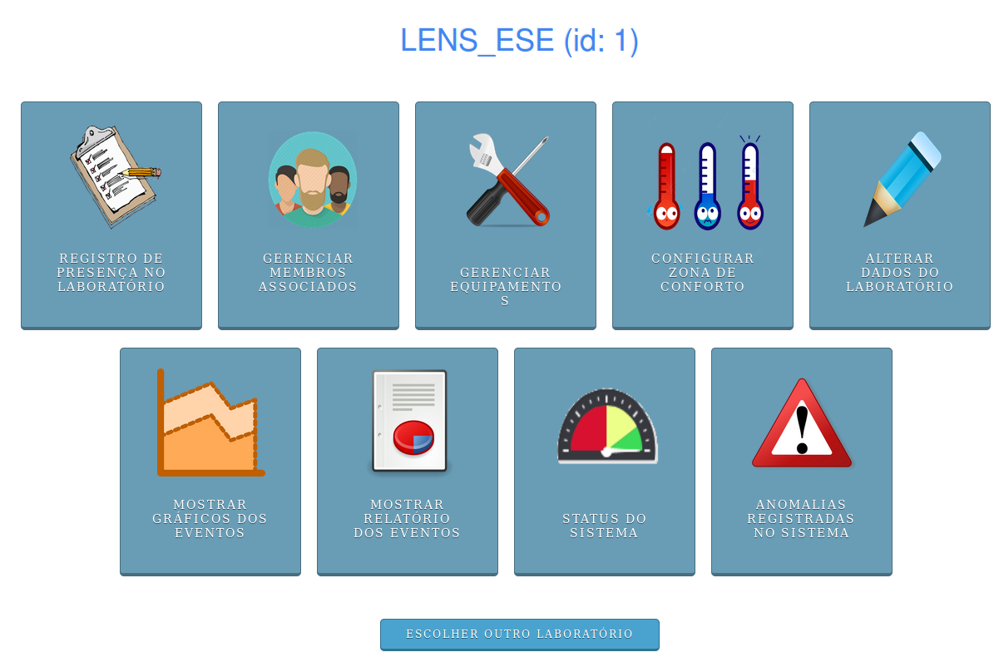 LENS_ESE (id: 1)
REGISTRO DE
PRESENÇA NO
LABORATÓRIO
GERENCIAR
MEMBROS
ASSOCIADOS
GERENCIAR
EQUIPAMENTO
S
CONFIGURAR
ZONA DE
CONFORTO
ALTERAR
DADOS DO
LABORATÓRIO
MOSTRAR
GRÁFICOS DOS
EVENTOS
MOSTRAR
RELATÓRIO
DOS EVENTOS
STATUS DO
SISTEMA
ANOMALIAS
REGISTRADAS
NO SISTEMA
ESCOLHER OUTRO LABORATÓRIO